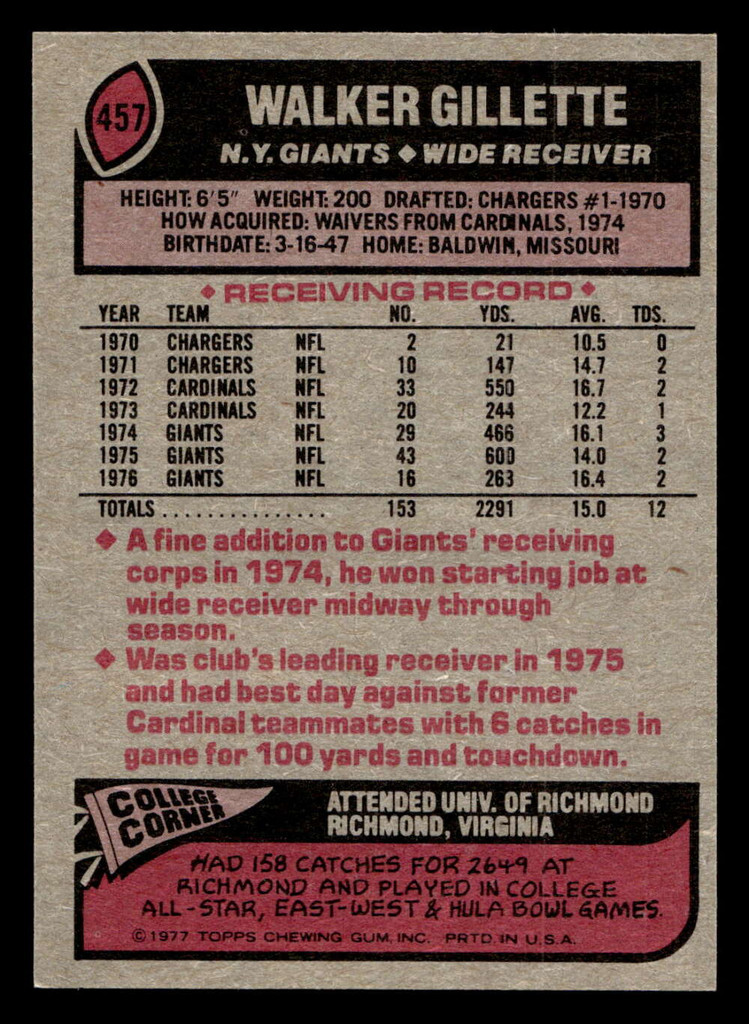 457
WALKER GILLETTE
N.Y. GIANTS ◆ WIDE RECEIVER
HEIGHT: 6'5" WEIGHT: 200 DRAFTED: CHARGERS #1-1970
HOW ACQUIRED: WAIVERS FROM CARDINALS, 1974
BIRTHDATE: 3-16-47 HOME: BALDWIN, MISSOURI
◆ RECEIVING RECORD ◆
YEAR TEAM NO. YDS. AVG. TDS.
1970 CHARGERS NFL 2 21 10.5 0
1971 CHARGERS NFL 10 147 14.7 2
1972 CARDINALS NFL 33 550 16.7 2
1973 CARDINALS NFL 20 244 12.2 1
1974 GIANTS NFL 29 466 16.1 3
1975 GIANTS NFL 43 600 14.0 2
1976 GIANTS NFL 16 263 16.4 2
TOTALS ................ 153 2291 15.0 12
◆ A fine addition to Giants' receiving
corps in 1974, he won starting job at
wide receiver midway through
season.
◆ Was club's leading receiver in 1975
and had best day against former
Cardinal teammates with 6 catches in
game for 100 yards and touchdown.
COLLEGE
CORNER
ATTENDED UNIV. OF RICHMOND
RICHMOND, VIRGINIA
HAD 158 CATCHES FOR 2649 AT
RICHMOND AND PLAYED IN COLLEGE
ALL-STAR, EAST-WEST & HULA BOWL GAMES.
©1977 TOPPS CHEWING GUM, INC. PRTD. IN U.S.A.